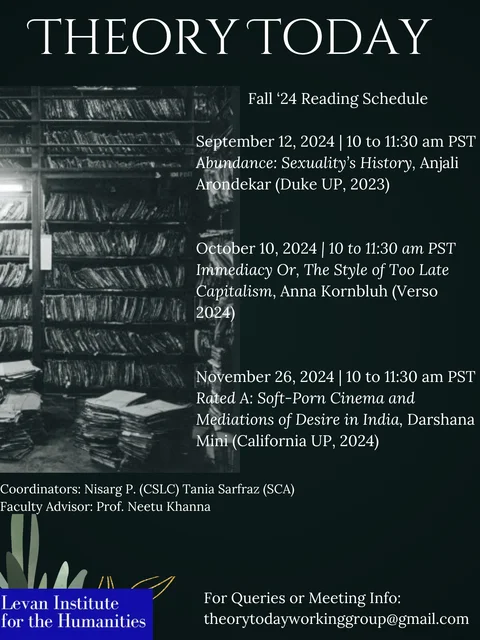 THEORY TODAY
Fall ‘24 Reading Schedule
September 12, 2024 | 10 to 11:30 am PST
Abundance: Sexuality’s History, Anjali
Arondekar (Duke UP, 2023)
October 10, 2024 | 10 to 11:30 am PST
Immediacy Or, The Style of Too Late
Capitalism, Anna Kornbluh (Verso
2024)
November 26, 2024 | 10 to 11:30 am PST
Rated A: Soft-Porn Cinema and
Mediations of Desire in India, Darshana
Mini (California UP, 2024)
Coordinators: Nisarg P. (CSLC) Tania Sarfraz (SCA)
Faculty Advisor: Prof. Neetu Khanna
Levan Institute
for the Humanities
For Queries or Meeting Info:
theorytodayworkinggroup@gmail.com